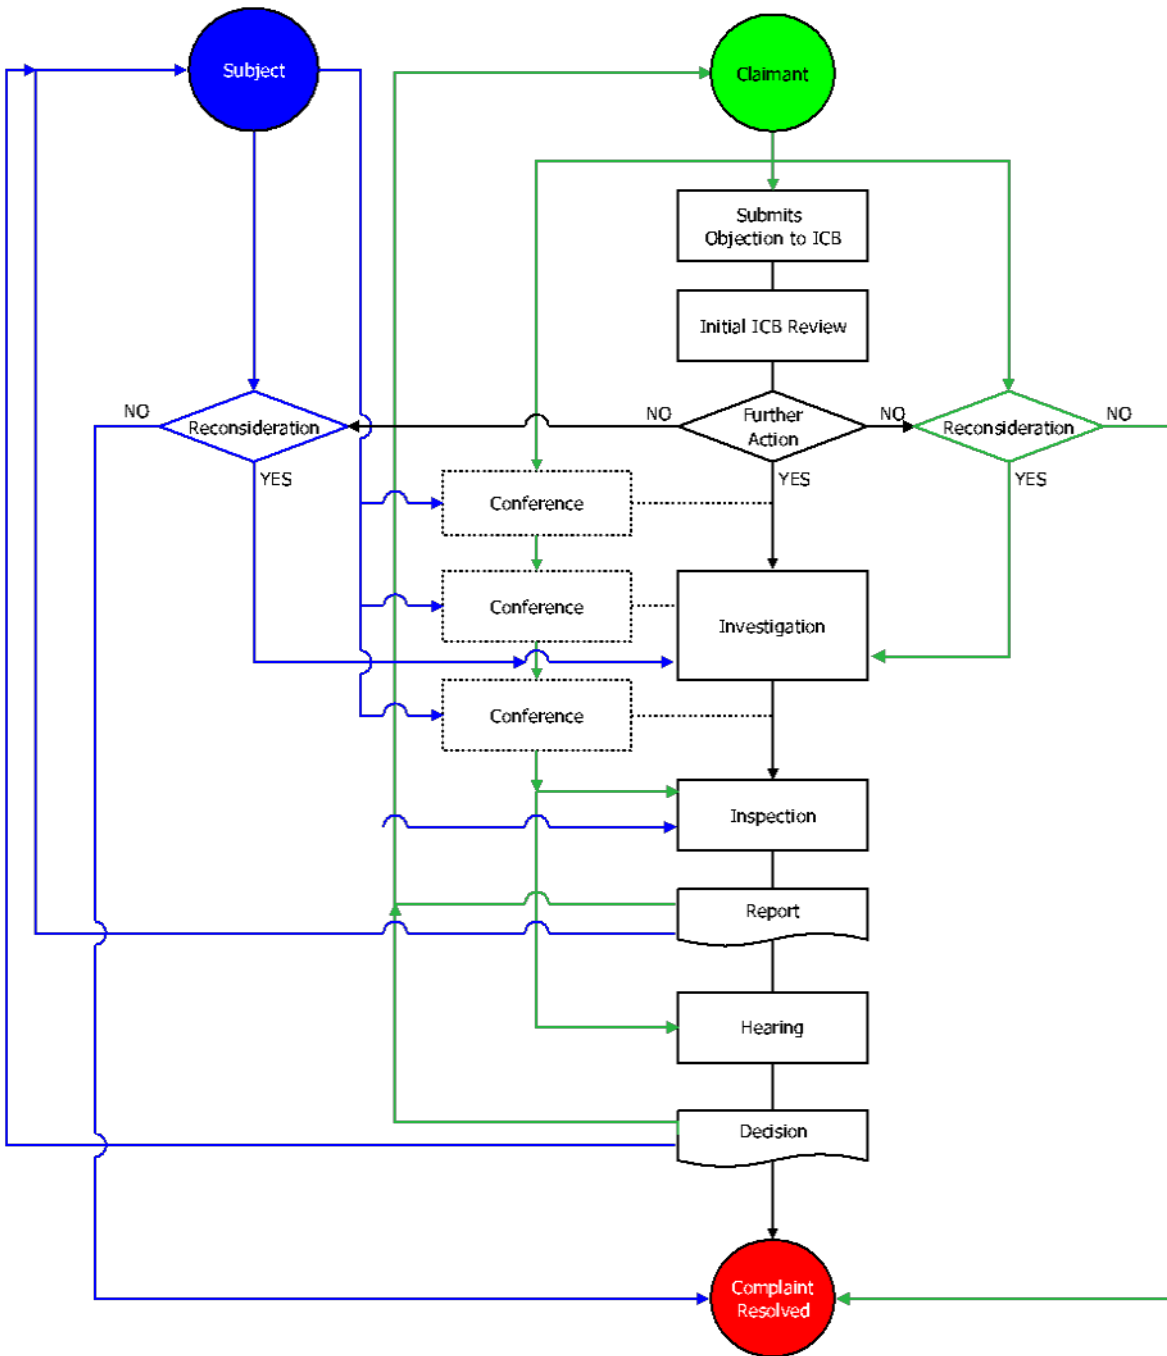 Subject
Claimant
Submits
Objection to ICB
Initial ICB Review
NO
Reconsideration
YES
NO
Further
Action
NO
YES
Reconsideration
NO
YES
Conference
Conference
Investigation
Conference
Inspection
Report
Hearing
Decision
Complaint
Resolved